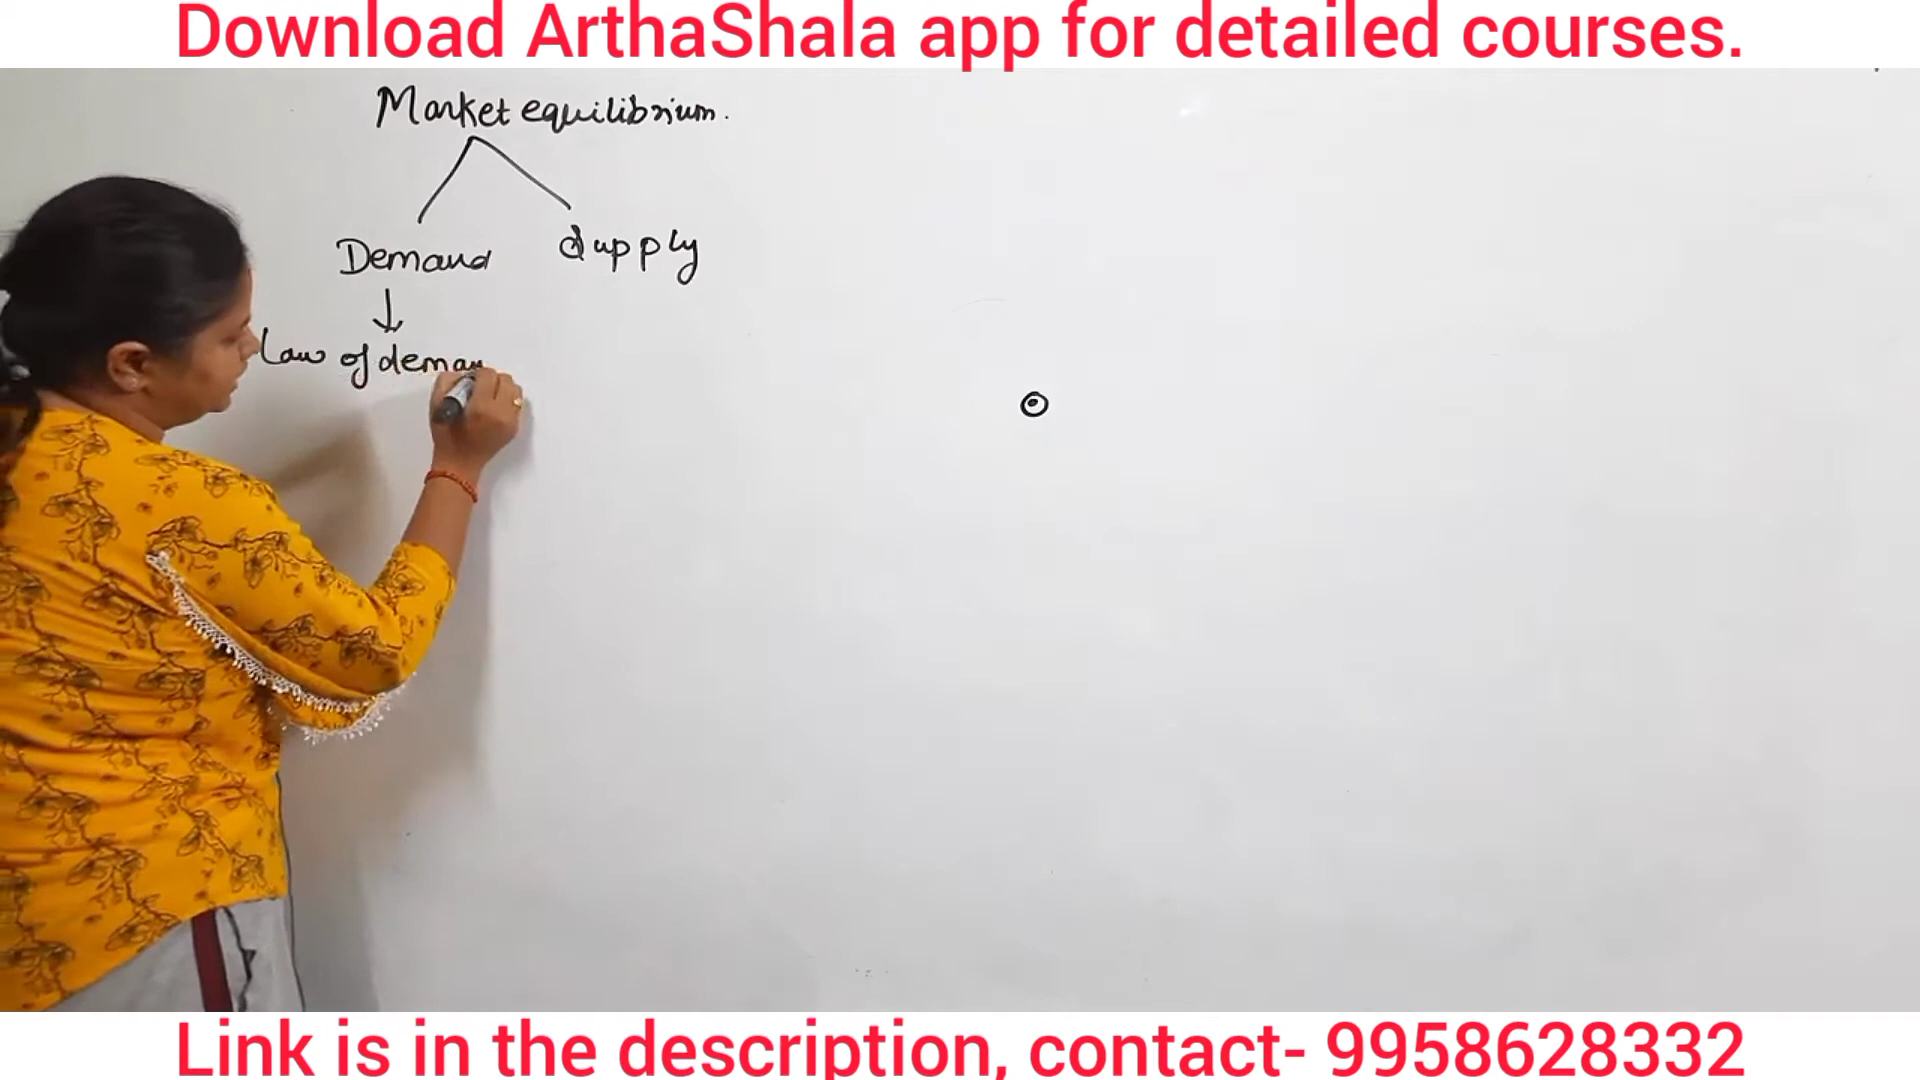 Download ArthaShala app for detailed courses.
Market equilibrium.
Demand supply
Law of deman
Link is in the description, contact- 9958628332